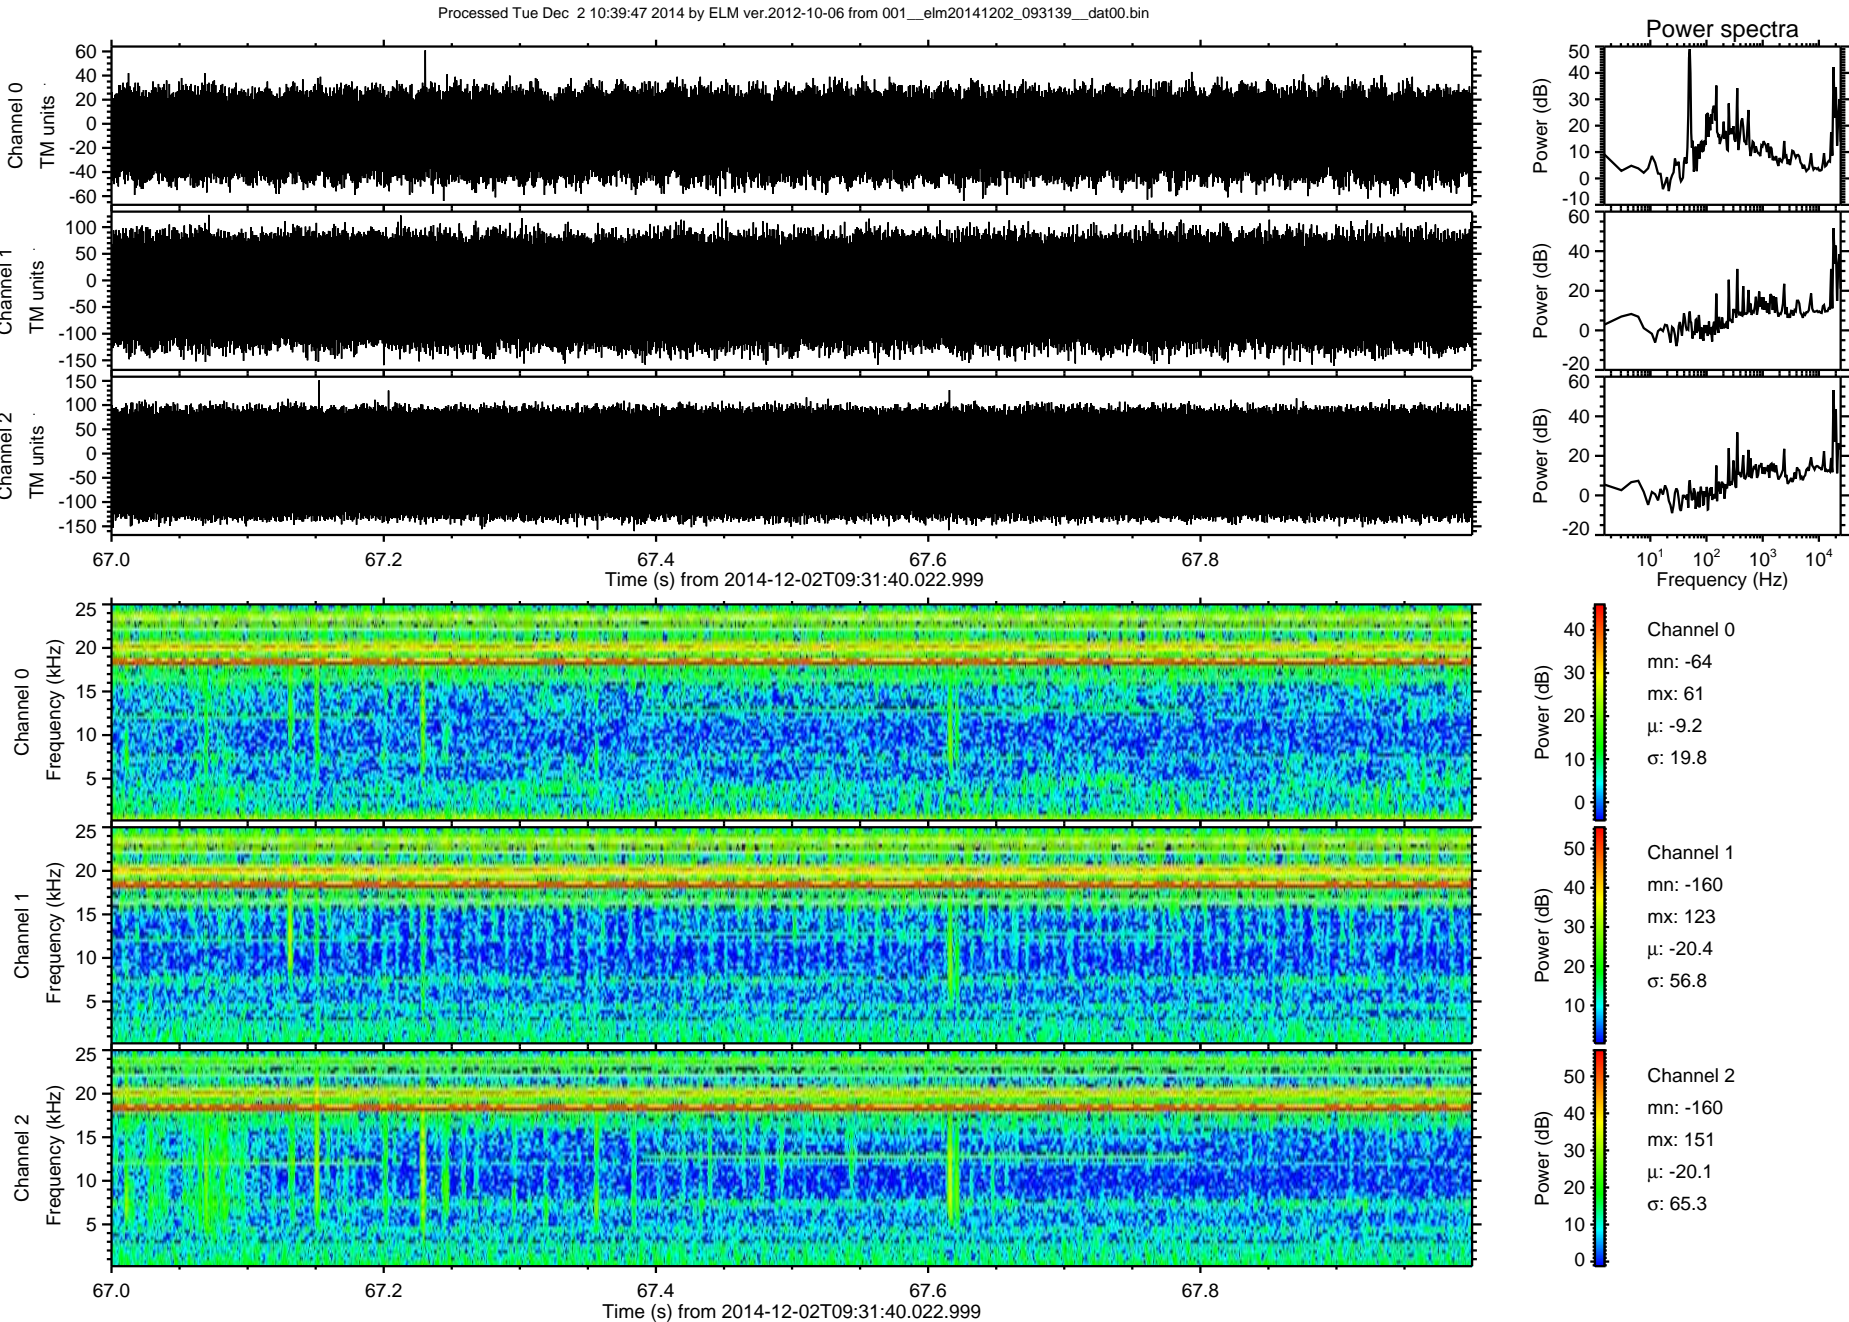 Processed Tue Dec  2 10:39:47 2014 by ELM ver.2012-10-06 from 001__elm20141202_093139__dat00.bin
Power spectra
Channel 0
TM units
60
40
20
0
-20
-40
-60
Power (dB)
50
40
30
20
10
0
-10
Channel 1
TM units
100
50
0
-50
-100
-150
Power (dB)
60
40
20
0
-20
Channel 2
TM units
150
100
50
0
-50
-100
-150
Power (dB)
60
40
20
0
-20
67.0 67.2 67.4 67.6 67.8
Time (s) from 2014-12-02T09:31:40.022.999
10¹ 10² 10³ 10⁴
Frequency (Hz)
Channel 0
Frequency (kHz)
25
20
15
10
5
Power (dB)
40
30
20
10
0
Channel 0
mn: -64
mx: 61
μ: -9.2
σ: 19.8
Channel 1
Frequency (kHz)
25
20
15
10
5
Power (dB)
50
40
30
20
10
Channel 1
mn: -160
mx: 123
μ: -20.4
σ: 56.8
Channel 2
Frequency (kHz)
25
20
15
10
5
Power (dB)
50
40
30
20
10
0
Channel 2
mn: -160
mx: 151
μ: -20.1
σ: 65.3
67.0 67.2 67.4 67.6 67.8
Time (s) from 2014-12-02T09:31:40.022.999